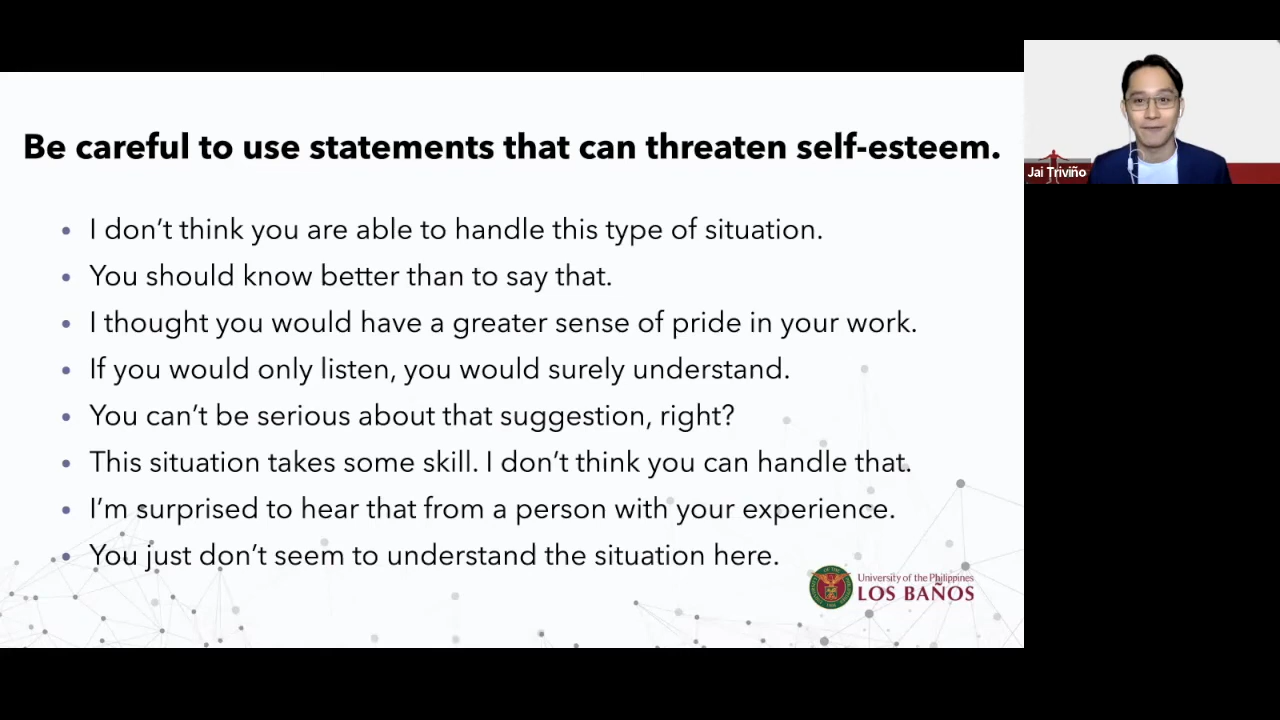 Be careful to use statements that can threaten self-esteem.
• I don't think you are able to handle this type of situation.
• You should know better than to say that.
• I thought you would have a greater sense of pride in your work.
• If you would only listen, you would surely understand.
• You can't be serious about that suggestion, right?
• This situation takes some skill. I don't think you can handle that.
• I'm surprised to hear that from a person with your experience.
• You just don't seem to understand the situation here.
University of the Philippines
LOS BAÑOS
Jai Triviño